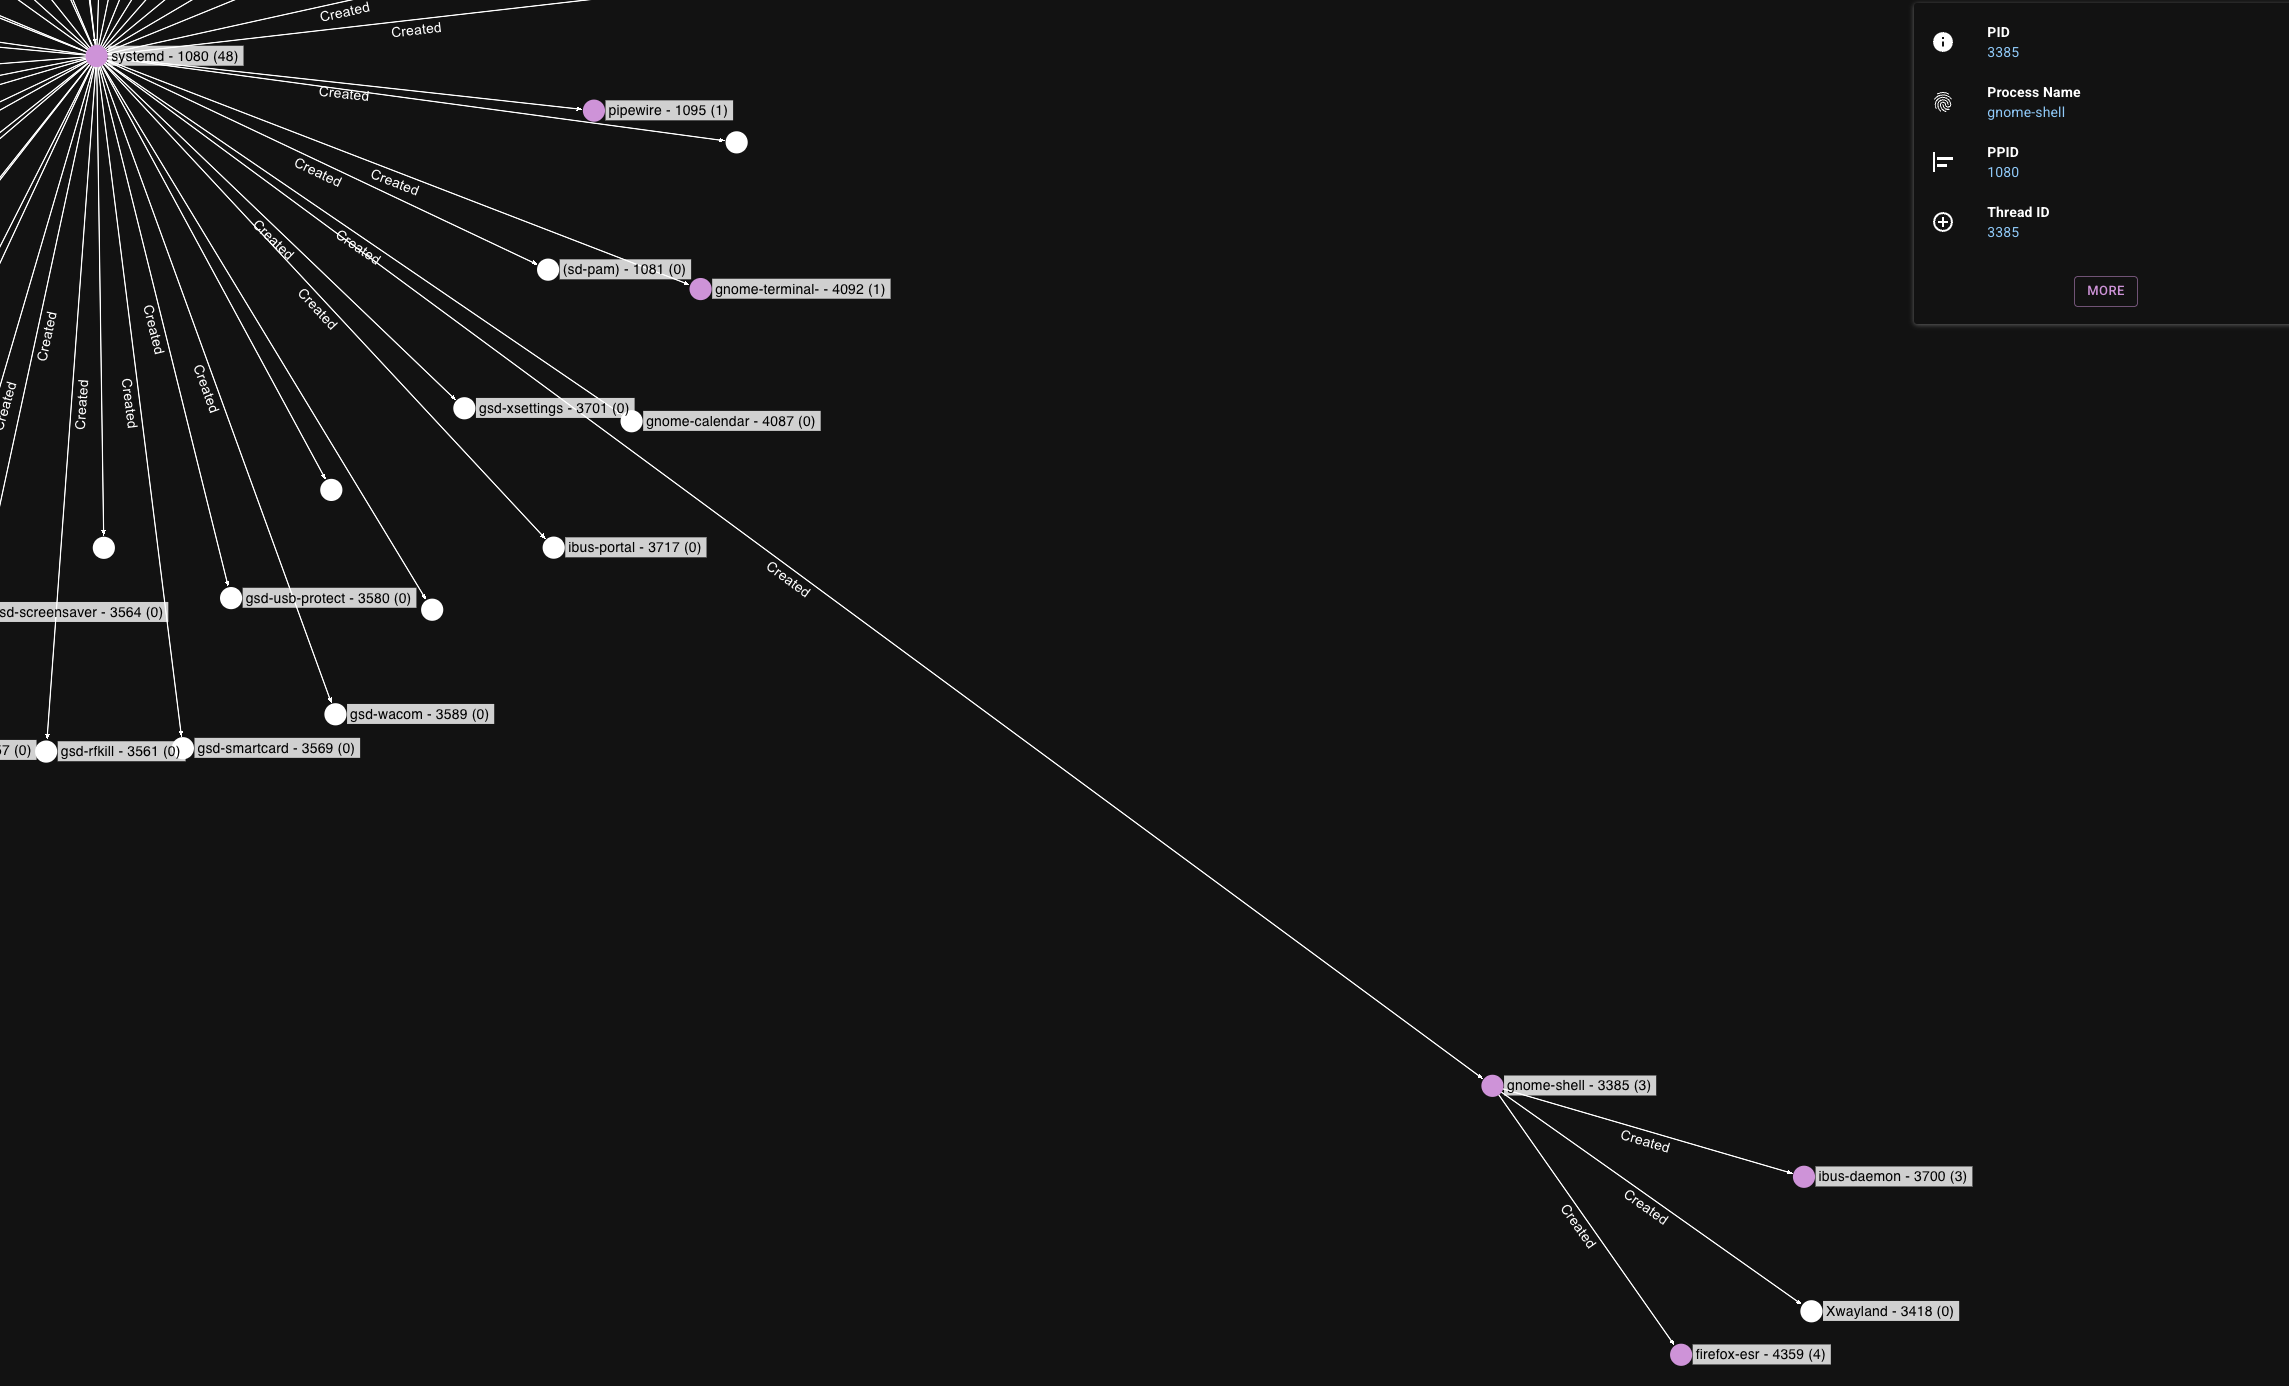 Created
Created
systemd - 1080 (48)
Created
pipewire - 1095 (1)
Created
Created
(sd-pam) - 1081 (0)
gnome-terminal- - 4092 (1)
Created
Created
Created
Created
Created
Created
Created
Created
Created
Created
gsd-xsettings - 3701 (0)
gnome-calendar - 4087 (0)
ibus-portal - 3717 (0)
Created
gsd-usb-protect - 3580 (0)
sd-screensaver - 3564 (0)
gsd-wacom - 3589 (0)
57 (0)
gsd-rfkill - 3561 (0)
gsd-smartcard - 3569 (0)
gnome-shell - 3385 (3)
Created
ibus-daemon - 3700 (3)
Created
Created
Xwayland - 3418 (0)
firefox-esr - 4359 (4)
PID
3385
Process Name
gnome-shell
PPID
1080
Thread ID
3385
MORE